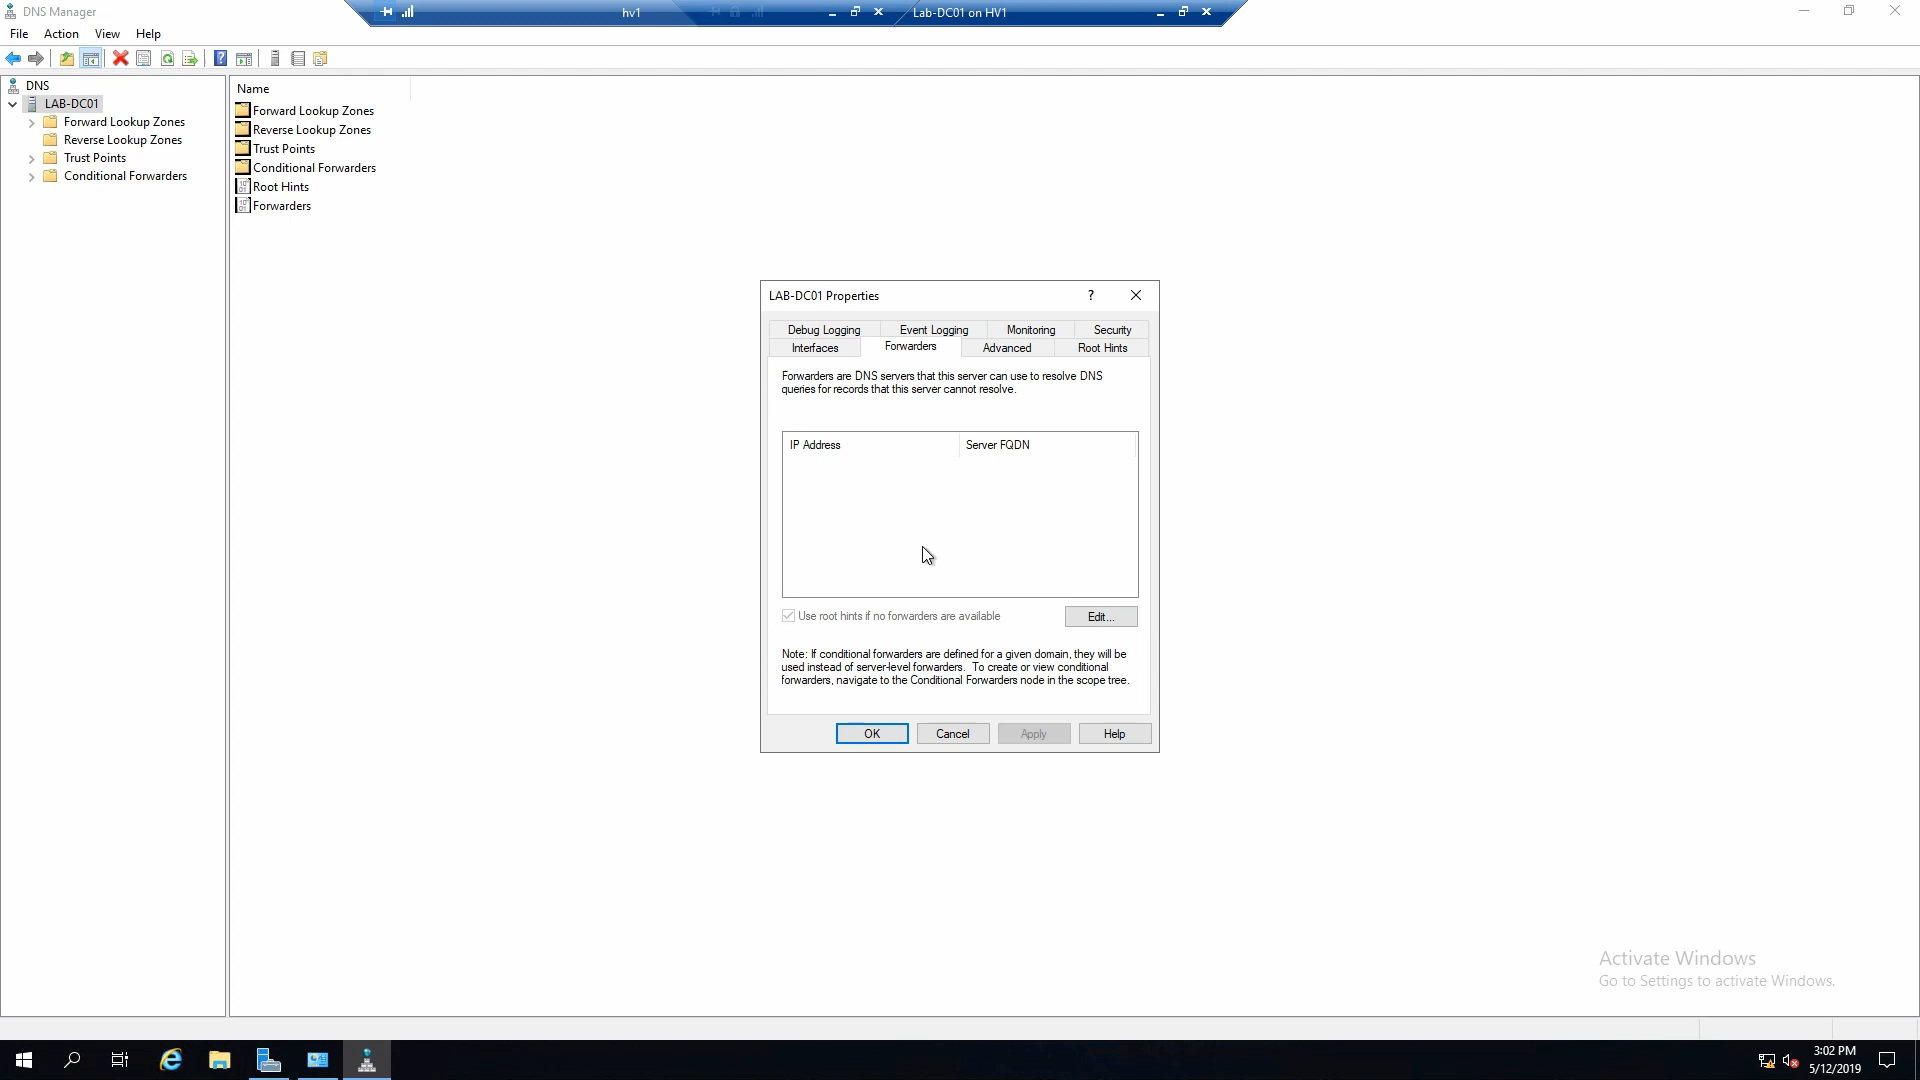 DNS Manager
hv1
Lab-DC01 on HV1
File Action View Help
DNS
LAB-DC01
Forward Lookup Zones
Reverse Lookup Zones
Trust Points
Conditional Forwarders
Name
Forward Lookup Zones
Reverse Lookup Zones
Trust Points
Conditional Forwarders
Root Hints
Forwarders
LAB-DC01 Properties
Debug Logging Event Logging Monitoring Security
Interfaces Forwarders Advanced Root Hints
Forwarders are DNS servers that this server can use to resolve DNS
queries for records that this server cannot resolve.
IP Address Server FQDN
Use root hints if no forwarders are available
Edit...
Note: If conditional forwarders are defined for a given domain, they will be
used instead of server-level forwarders. To create or view conditional
forwarders, navigate to the Conditional Forwarders node in the scope tree.
OK Cancel Apply Help
Activate Windows
Go to Settings to activate Windows.
3:02 PM
5/12/2019